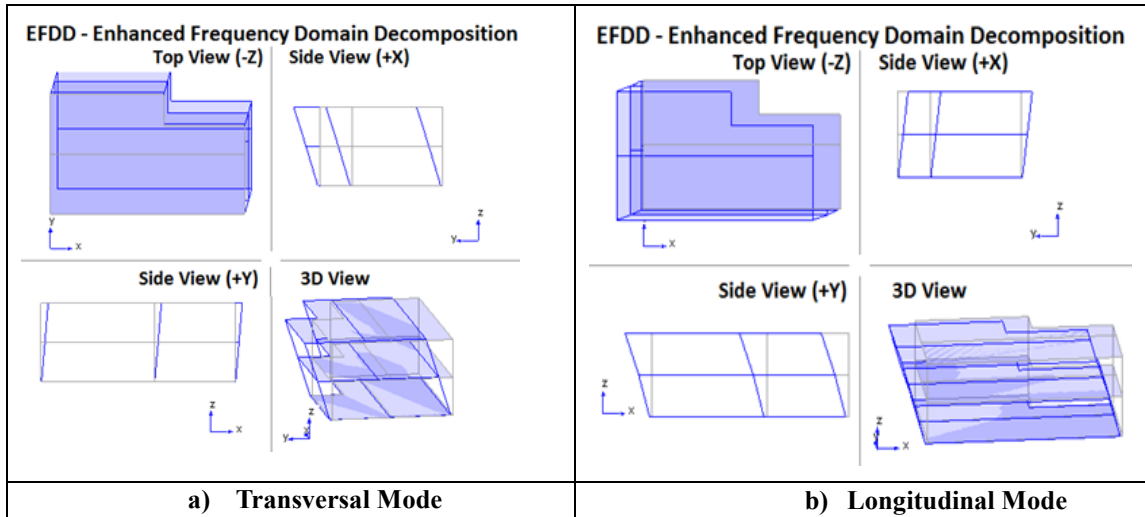 EFDD - Enhanced Frequency Domain Decomposition
Top View (-Z) Side View (+X)
y
x
z
y
Side View (+Y) 3D View
z
x
z
y
x
a) Transversal Mode
EFDD - Enhanced Frequency Domain Decomposition
Top View (-Z) Side View (+X)
x
z
y
Side View (+Y) 3D View
z
x
z
y
x
b) Longitudinal Mode